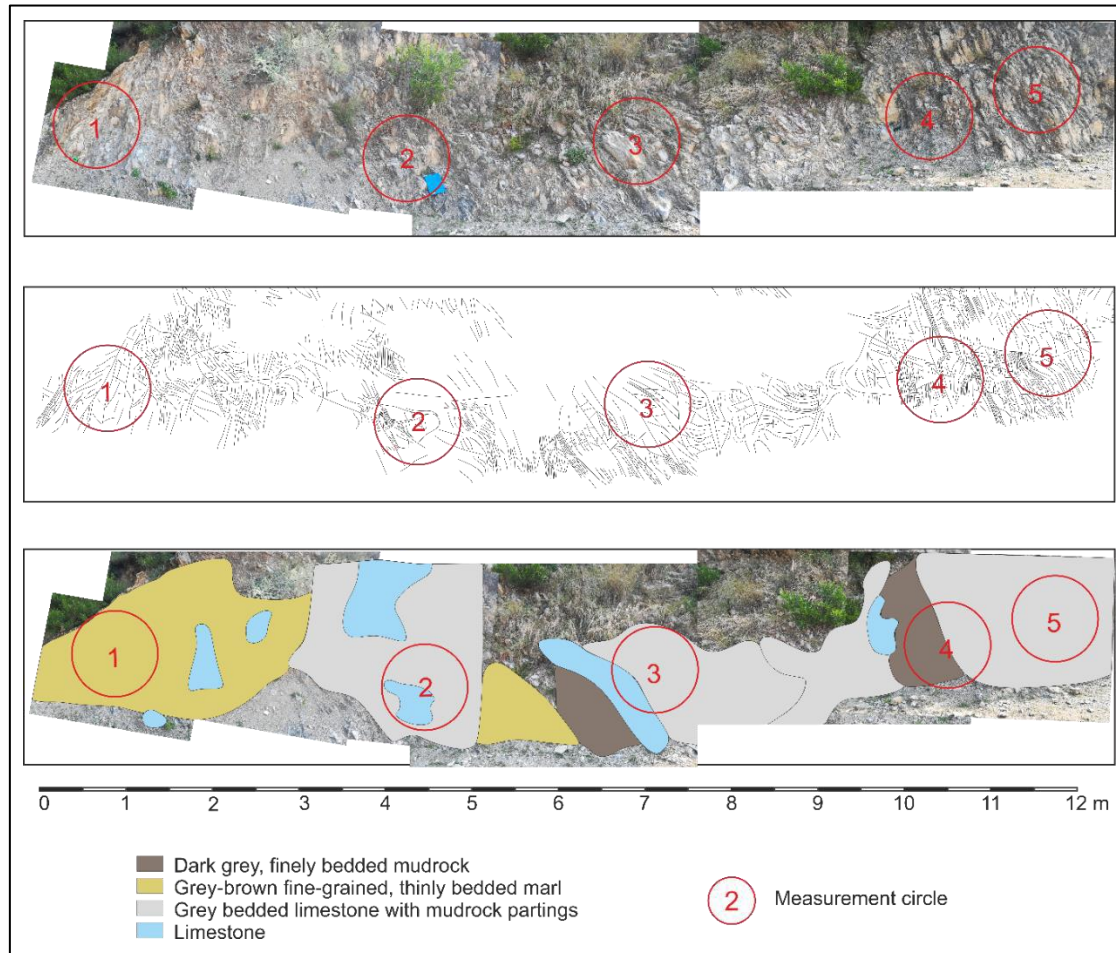 1
2
3
4
5
1
2
3
4
5
1
2
3
4
5
0 1 2 3 4 5 6 7 8 9 10 11 12 m
Dark grey, finely bedded mudrock
Grey-brown fine-grained, thinly bedded marl
Grey bedded limestone with mudrock partings
Limestone
2 Measurement circle